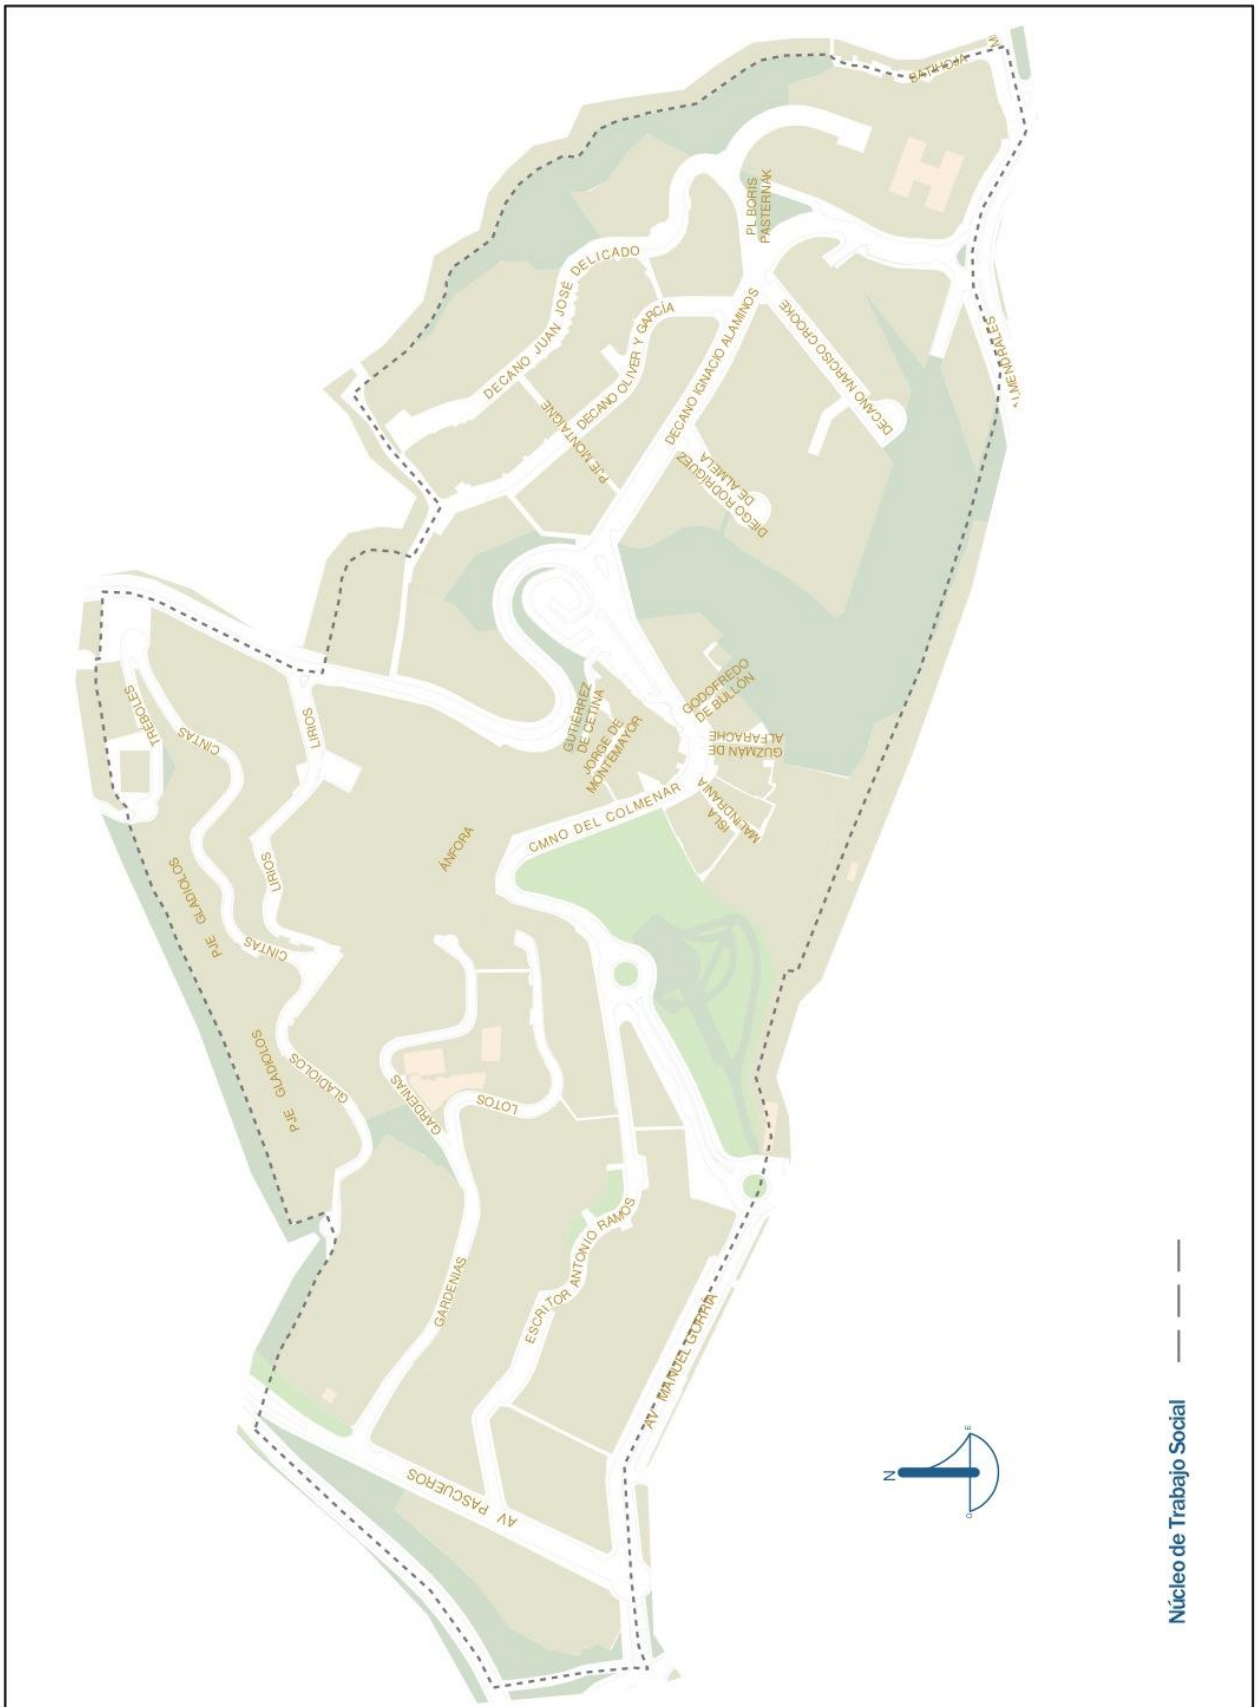 BATIHOJA
MI
PL BORIS
PASTERNAK
DECANO JUAN JOSÉ DELICADO
DECANO OLIVER Y GARCÍA
DECANO IGNACIO ALAMINOS
DECANO NARCISO CROOKE
ALMENDRALES
PJE MONTAIGNE
DIEGO RODRÍGUEZ
DE ALMELA
GODOFREDO
DE BULLÓN
GUTIÉRREZ
DE CETINA
JORGE DE
MONTEMAYOR
GUZMÁN DE
ALFARACHE
ISLA
MALINDRANIA
CMNO DEL COLMENAR
ÁNFORA
TRÉBOLES
CINTAS
LIRIOS
LIRIOS
CINTAS
PJE GLADIOLOS
PJE GLADIOLOS
GLADIOLOS
GARDENIAS
LOTOS
GARDENIAS
ESCRITOR ANTONIO RAMOS
AV MANUEL GORRÍA
AV PASCUEROS
N
E
O
Núcleo de Trabajo Social